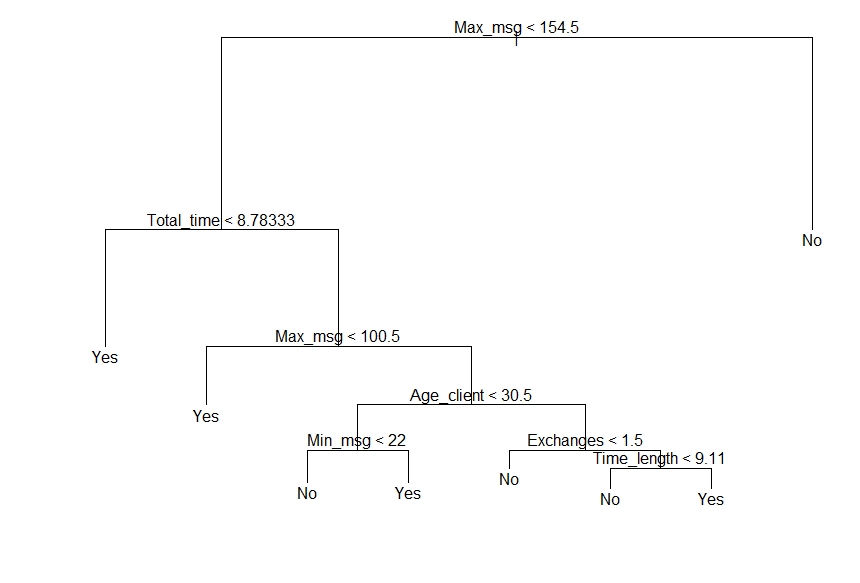 Max_msg < 154.5
Total_time < 8.78333
No
Max_msg < 100.5
Yes
Age_client < 30.5
Yes
Min_msg < 22
Exchanges < 1.5
Time_length < 9.11
No
No
Yes
No
Yes